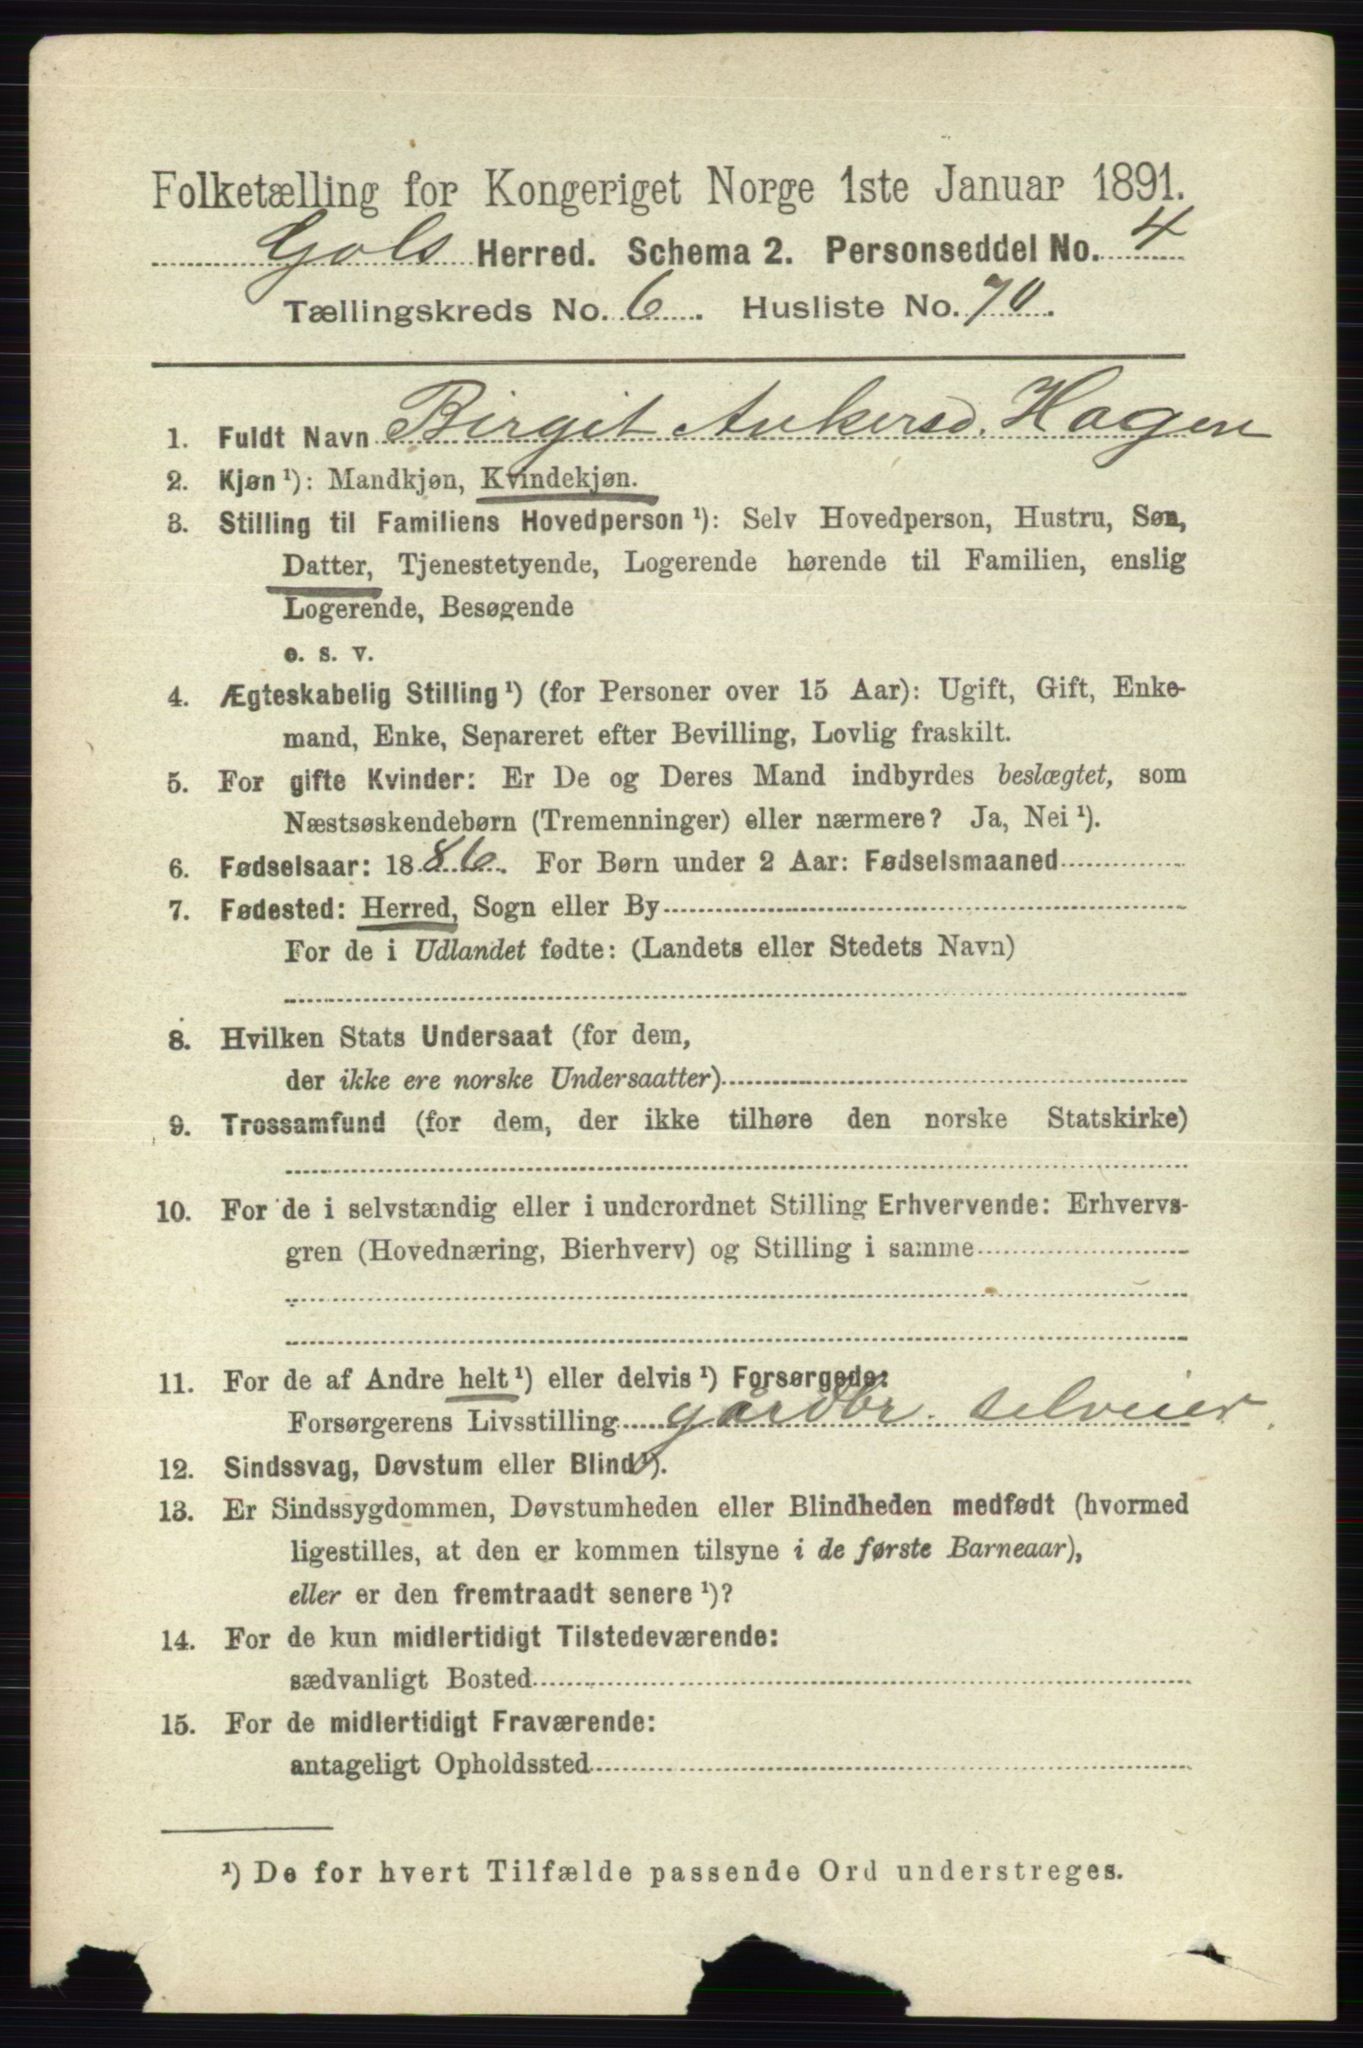 Folketælling for Kongeriget Norge 1ste Januar 1891.
Gols Herred. Schema 2. Personseddel No. 4
Tællingskreds No. 6. Husliste No. 70.
1. Fuldt Navn Birgit Ankersd. Hagen
2. Kjøn ¹): Mandkjøn, Kvindekjøn.
3. Stilling til Familiens Hovedperson ¹): Selv Hovedperson, Hustru, Søn,
Datter, Tjenestetyende, Logerende hørende til Familien, enslig
Logerende, Besøgende
o. s. v.
4. Ægteskabelig Stilling ¹) (for Personer over 15 Aar): Ugift, Gift, Enke-
mand, Enke, Separeret efter Bevilling, Lovlig fraskilt.
5. For gifte Kvinder: Er De og Deres Mand indbyrdes beslægtet, som
Næstsøskendebørn (Tremenninger) eller nærmere? Ja, Nei ¹).
6. Fødselsaar: 1886. For Børn under 2 Aar: Fødselsmaaned
7. Fødested: Herred, Sogn eller By
For de i Udlandet fødte: (Landets eller Stedets Navn)
8. Hvilken Stats Undersaat (for dem,
der ikke ere norske Undersaatter)
9. Trossamfund (for dem, der ikke tilhøre den norske Statskirke)
10. For de i selvstændig eller i underordnet Stilling Erhvervende: Erhvervs-
gren (Hovednæring, Bierhverv) og Stilling i samme
11. For de af Andre helt ¹) eller delvis ¹) Forsørgede:
Forsørgerens Livsstilling gårdbr. selveier.
12. Sindssvag, Døvstum eller Blind ¹).
13. Er Sindssygdommen, Døvstumheden eller Blindheden medfødt (hvormed
ligestilles, at den er kommen tilsyne i de første Barneaar),
eller er den fremtraadt senere ¹)?
14. For de kun midlertidigt Tilstedeværende:
sædvanligt Bosted
15. For de midlertidigt Fraværende:
antageligt Opholdssted
¹) De for hvert Tilfælde passende Ord understreges.